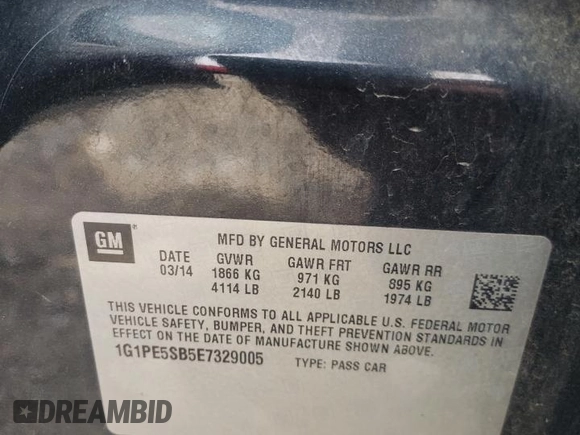 GM
MFD BY GENERAL MOTORS LLC
DATE GVWR GAWR FRT GAWR RR
03/14 1866 KG 971 KG 895 KG
4114 LB 2140 LB 1974 LB
THIS VEHICLE CONFORMS TO ALL APPLICABLE U.S. FEDERAL MOTOR
VEHICLE SAFETY, BUMPER, AND THEFT PREVENTION STANDARDS IN
EFFECT ON THE DATE OF MANUFACTURE SHOWN ABOVE.
1G1PE5SB5E7329005 TYPE: PASS CAR
DREAMBID